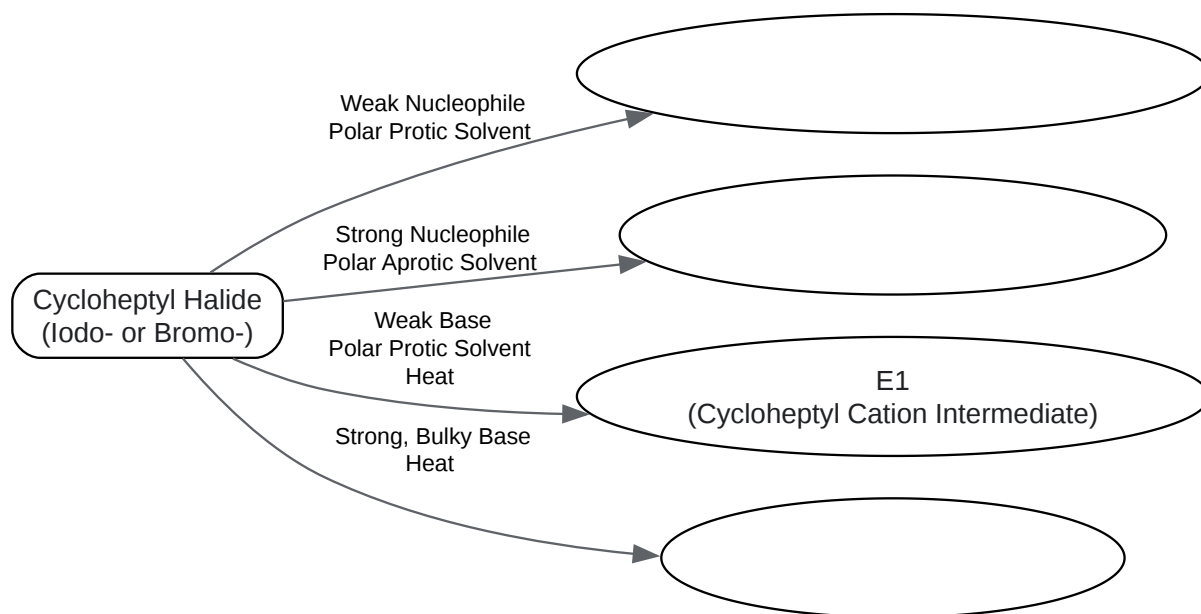 Weak Nucleophile
Polar Protic Solvent
Strong Nucleophile
Polar Aprotic Solvent
Cycloheptyl Halide
(Iodo- or Bromo-)
Weak Base
Polar Protic Solvent
Heat
E1
(Cycloheptyl Cation Intermediate)
Strong, Bulky Base
Heat